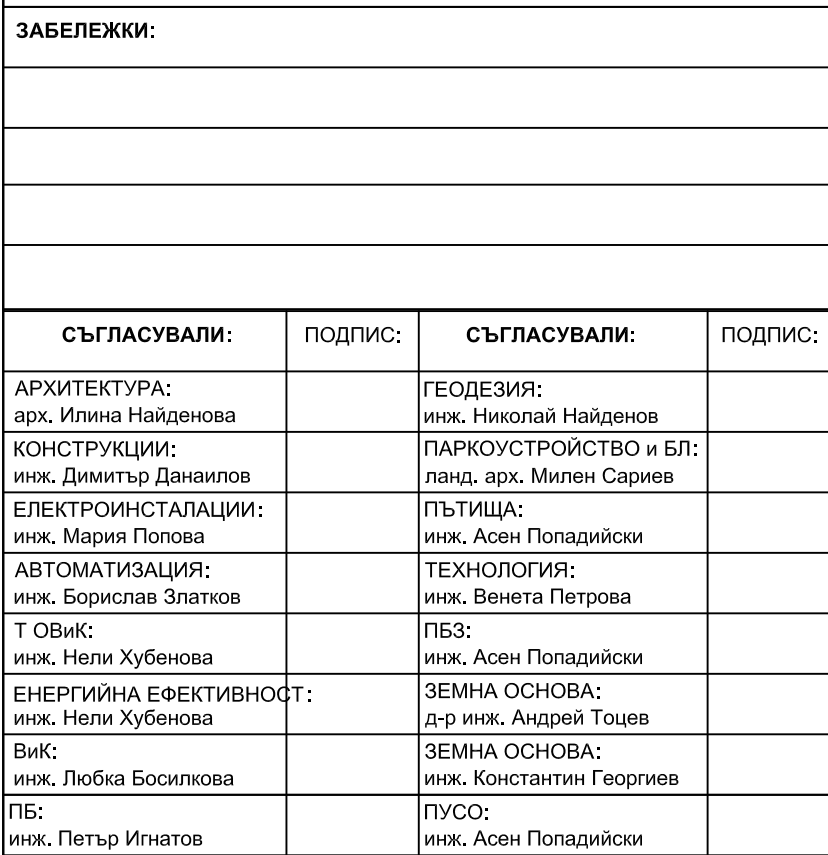 ЗАБЕЛЕЖКИ:
СЪГЛАСУВАЛИ: ПОДПИС: СЪГЛАСУВАЛИ: ПОДПИС:
АРХИТЕКТУРА: ГЕОДЕЗИЯ:
арх. Илина Найденова инж. Николай Найденов
КОНСТРУКЦИИ: ПАРКОУСТРОЙСТВО и БЛ:
инж. Димитър Данаилов ланд. арх. Милен Сариев
ЕЛЕКТРОИНСТАЛАЦИИ: ПЪТИЩА:
инж. Мария Попова инж. Асен Попадийски
АВТОМАТИЗАЦИЯ: ТЕХНОЛОГИЯ:
инж. Борислав Златков инж. Венета Петрова
Т ОВиК: ПБЗ:
инж. Нели Хубенова инж. Асен Попадийски
ЕНЕРГИЙНА ЕФЕКТИВНОСТ: ЗЕМНА ОСНОВА:
инж. Нели Хубенова д-р инж. Андрей Тоцев
ВиК: ЗЕМНА ОСНОВА:
инж. Любка Босилкова инж. Константин Георгиев
ПБ: ПУСО:
инж. Петър Игнатов инж. Асен Попадийски